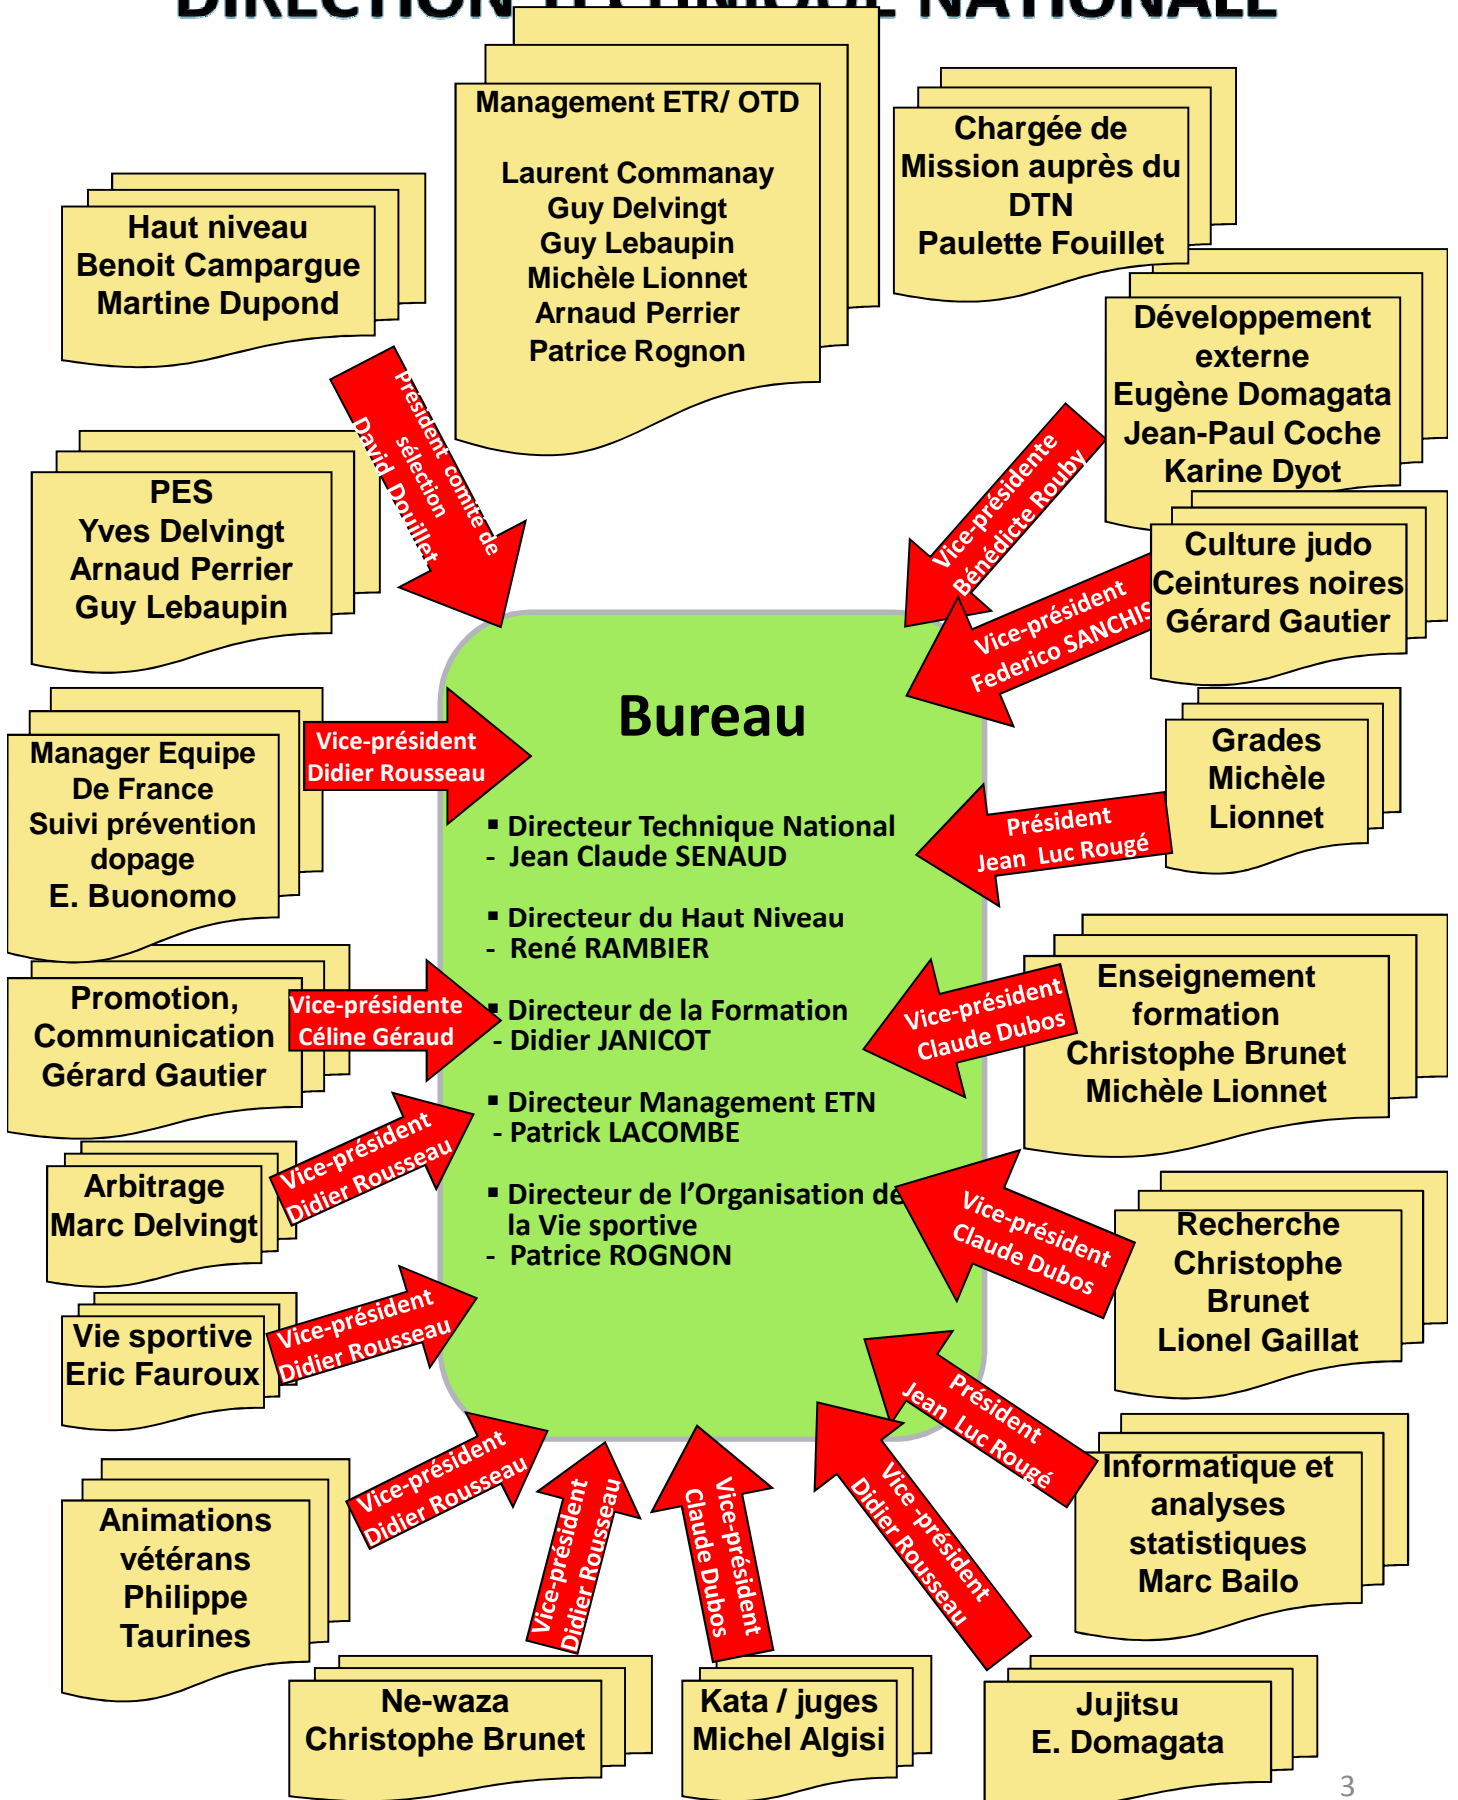 DIRECTION TECHNIQUE NATIONALE
Management ETR/ OTD
Laurent Commanay
Guy Delvingt
Guy Lebaupin
Michèle Lionnet
Arnaud Perrier
Patrice Rognon
Chargée de
Mission auprès du
DTN
Paulette Fouillet
Haut niveau
Benoit Campargue
Martine Dupond
Président comité de
sélection
David Douillet
Développement
externe
Eugène Domagata
Jean-Paul Coche
Karine Dyot
Vice-présidente
Bénédicte Rouby
PES
Yves Delvingt
Arnaud Perrier
Guy Lebaupin
Culture judo
Ceintures noires
Gérard Gautier
Vice-président
Federico SANCHIS
Manager Equipe
De France
Suivi prévention
dopage
E. Buonomo
Vice-président
Didier Rousseau
Grades
Michèle
Lionnet
Président
Jean Luc Rougé
Bureau
▪ Directeur Technique National
- Jean Claude SENAUD
▪ Directeur du Haut Niveau
- René RAMBIER
▪ Directeur de la Formation
- Didier JANICOT
▪ Directeur Management ETN
- Patrick LACOMBE
▪ Directeur de l’Organisation de
la Vie sportive
- Patrice ROGNON
Promotion,
Communication
Gérard Gautier
Vice-présidente
Céline Géraud
Enseignement
formation
Christophe Brunet
Michèle Lionnet
Vice-président
Claude Dubos
Arbitrage
Marc Delvingt
Vice-président
Didier Rousseau
Recherche
Christophe
Brunet
Lionel Gaillat
Vice-président
Claude Dubos
Vie sportive
Eric Fauroux
Vice-président
Didier Rousseau
Informatique et
analyses
statistiques
Marc Bailo
Président
Jean Luc Rougé
Animations
vétérans
Philippe
Taurines
Vice-président
Didier Rousseau
Vice-président
Didier Rousseau
Vice-président
Claude Dubos
Vice -président
Didier Rousseau
Ne-waza
Christophe Brunet
Kata / juges
Michel Algisi
Jujitsu
E. Domagata
3